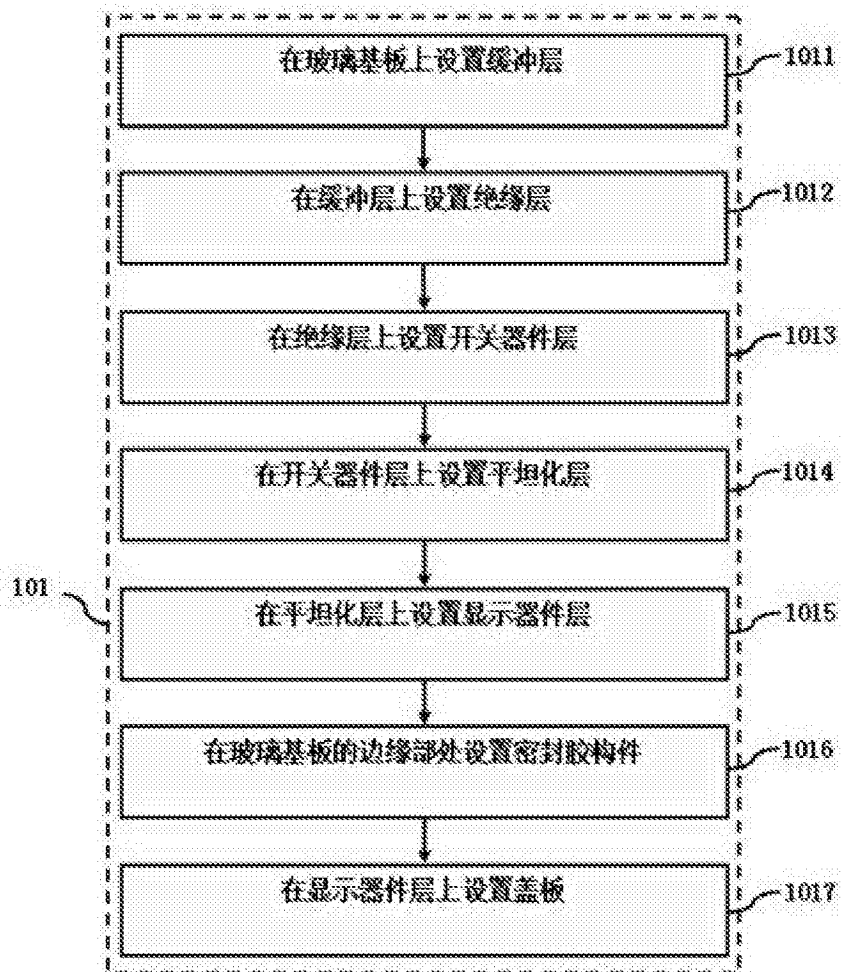 在玻璃基板上设置缓冲层
1011
在缓冲层上设置绝缘层
1012
在绝缘层上设置开关器件层
1013
在开关器件层上设置平坦化层
1014
101
在平坦化层上设置显示器件层
1015
在玻璃基板的边缘部处设置密封胶构件
1016
在显示器件层上设置盖板
1017